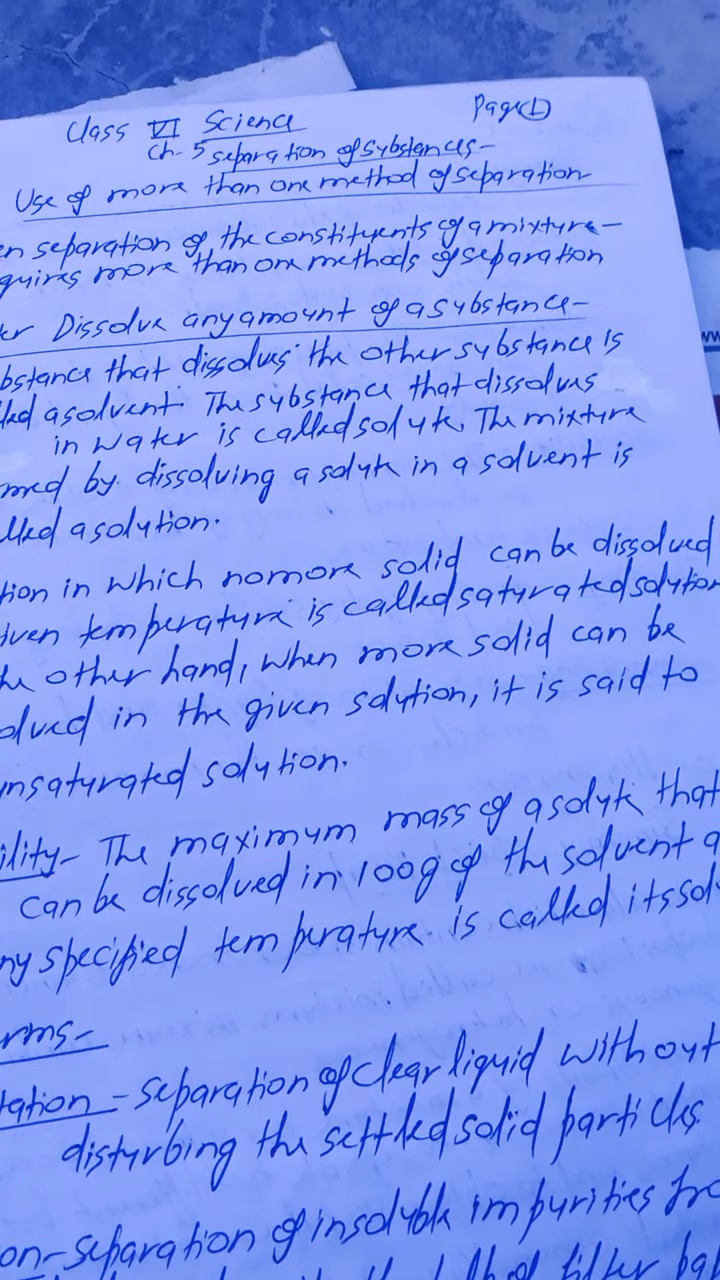 Class VI Science Page(1)
Ch-5 separation of substances-
Use of more than one method of separation
en separation of the constituents of a mixture-
quires more than one methods of separation
er Dissolve any amount of a substance-
bstance that dissolves the other substance is
lled a solvent. The substance that dissolves
in water is called solute. The mixture
rmed by dissolving a solute in a solvent is
lled a solution.
tion in which no more solid can be dissolved
iven temperature is called saturated solution
he other hand, when more solid can be
olved in the given solution, it is said to
unsaturated solution.
ility- The maximum mass of a solute that
can be dissolved in 100g of the solvent a
ny specified temperature is called its sol
rms-
tation - separation of clear liquid without
disturbing the settled solid particles.
on- separation of insoluble impurities fro
of filter pap